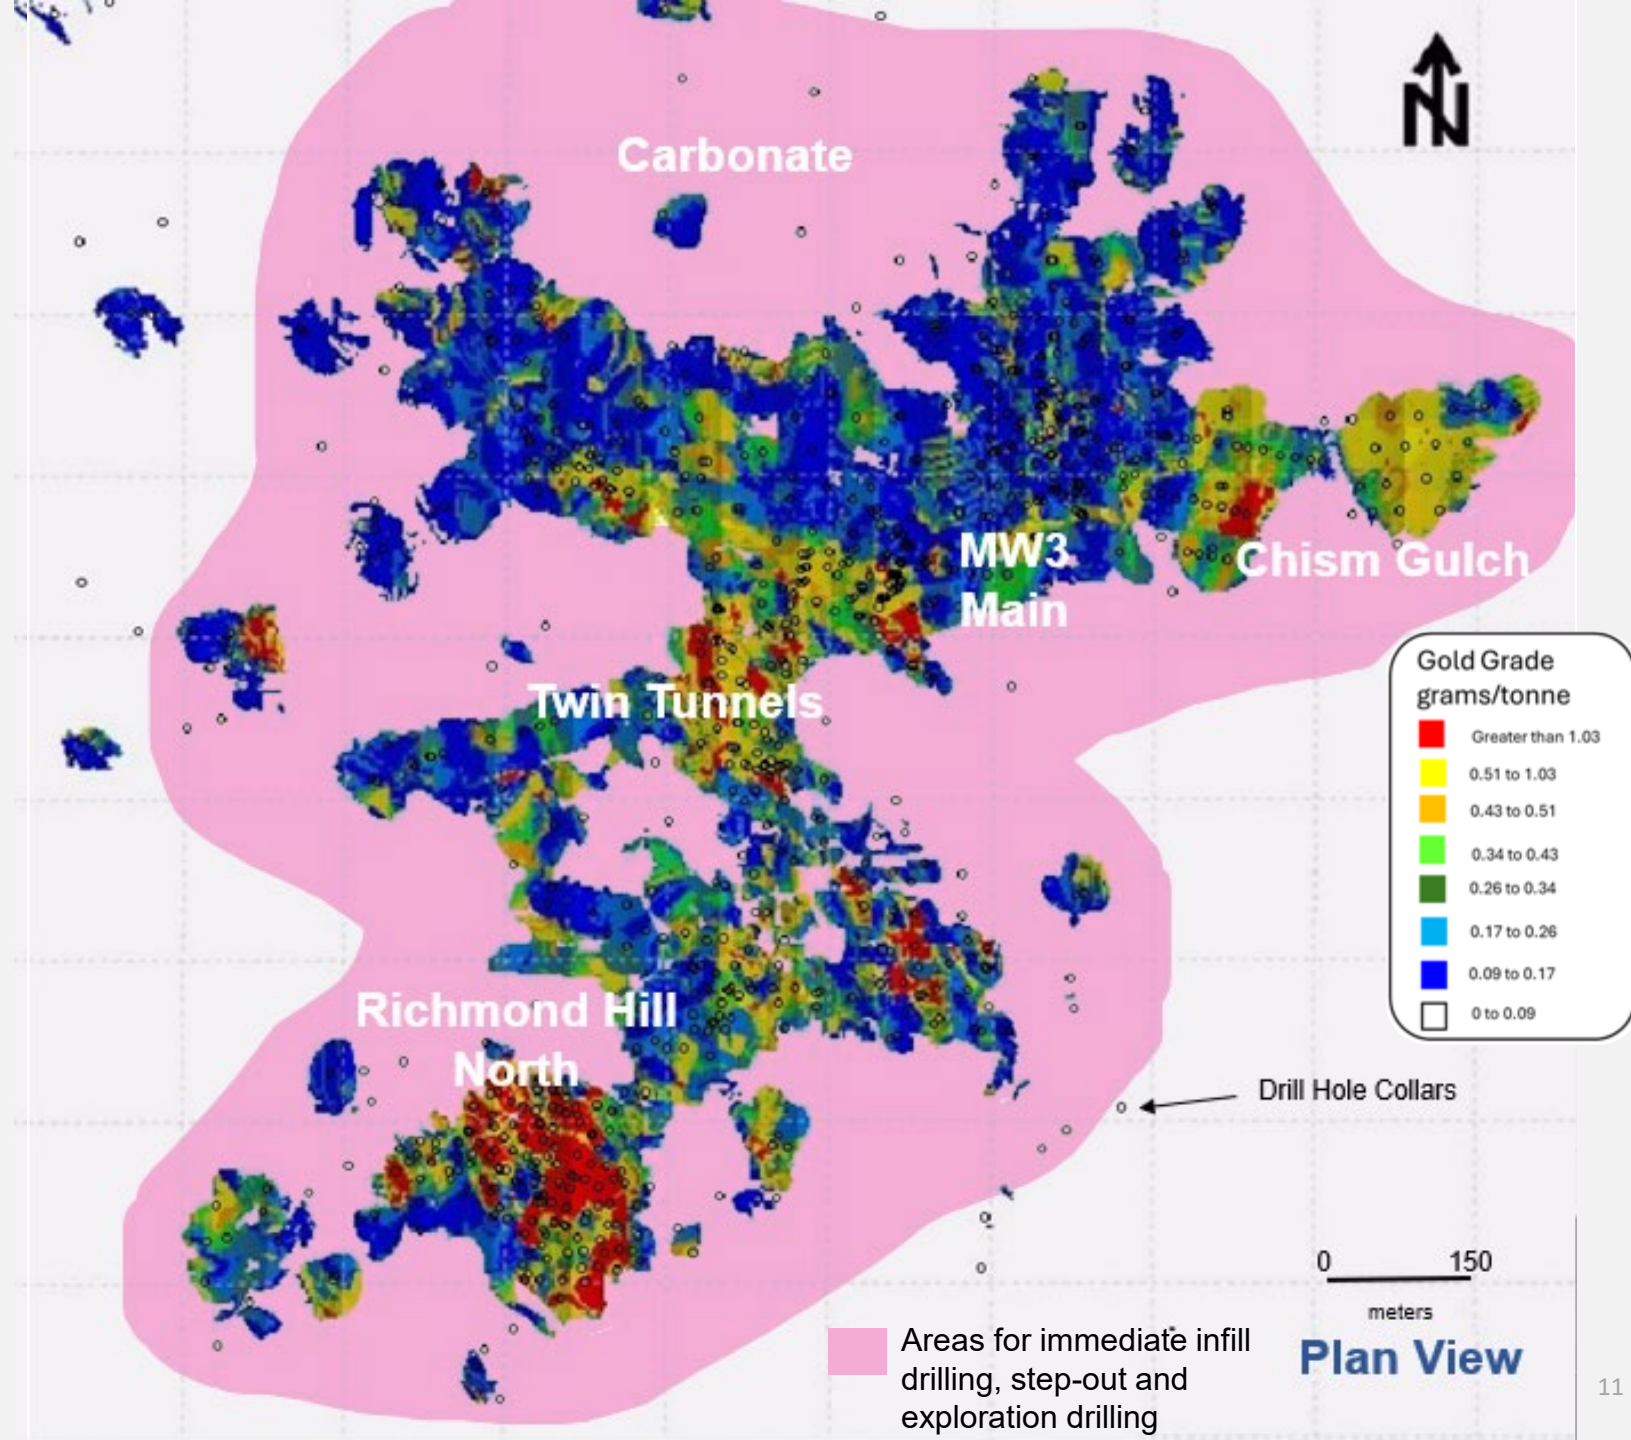 N
Carbonate
MW3
Main
Chism Gulch
Twin Tunnels
Gold Grade
grams/tonne
Greater than 1.03
0.51 to 1.03
0.43 to 0.51
0.34 to 0.43
0.26 to 0.34
0.17 to 0.26
0.09 to 0.17
0 to 0.09
Richmond Hill
North
Drill Hole Collars
0 150
meters
Plan View
Areas for immediate infill
drilling, step-out and
exploration drilling
11